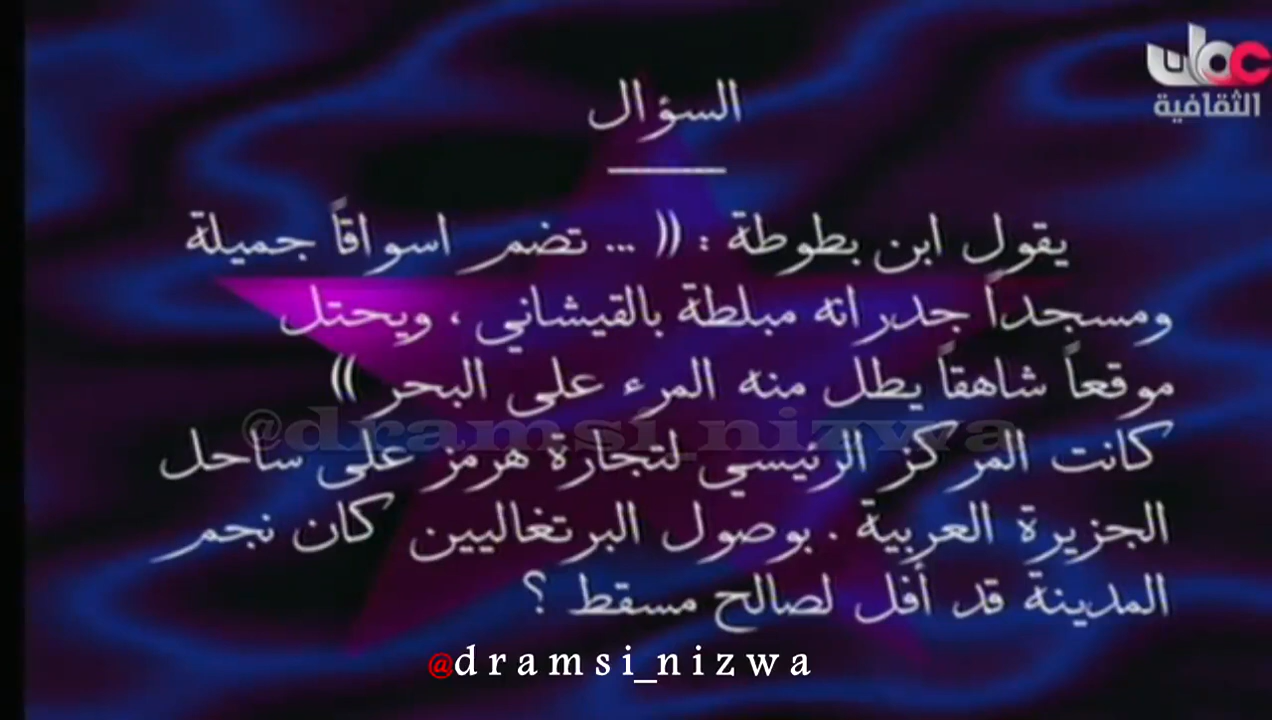 عمان
الثقافية
السؤال
يقول ابن بطوطة : (( ... تضم اسواقاً جميلة
ومسجداً جدرانه مبلطة بالقيشاني ، ويحتل
موقعاً شاهقاً يطل منه المرء على البحر ))
@dramsi_nizwa
كانت المركز الرئيسي لتجارة هرمز على ساحل
الجزيرة العربية . بوصول البرتغاليين كان نجم
المدينة قد أفل لصالح مسقط ؟
@dramsi_nizwa